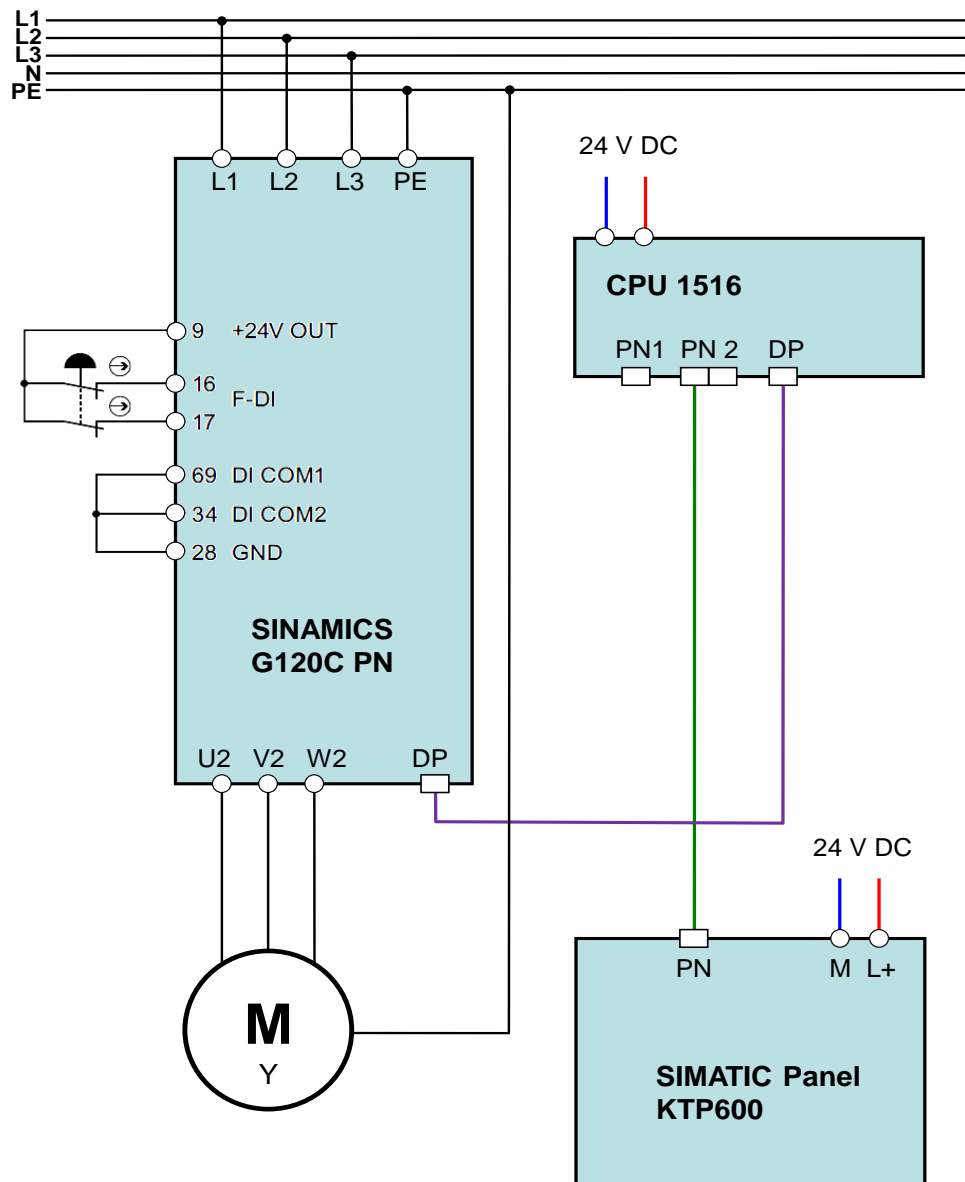 L1
L2
L3
N
PE
L1 L2 L3 PE
24 V DC
CPU 1516
PN1 PN 2 DP
9 +24V OUT
16
F-DI
17
69 DI COM1
34 DI COM2
28 GND
SINAMICS
G120C PN
U2 V2 W2 DP
24 V DC
PN M L+
M
Y
SIMATIC Panel
KTP600